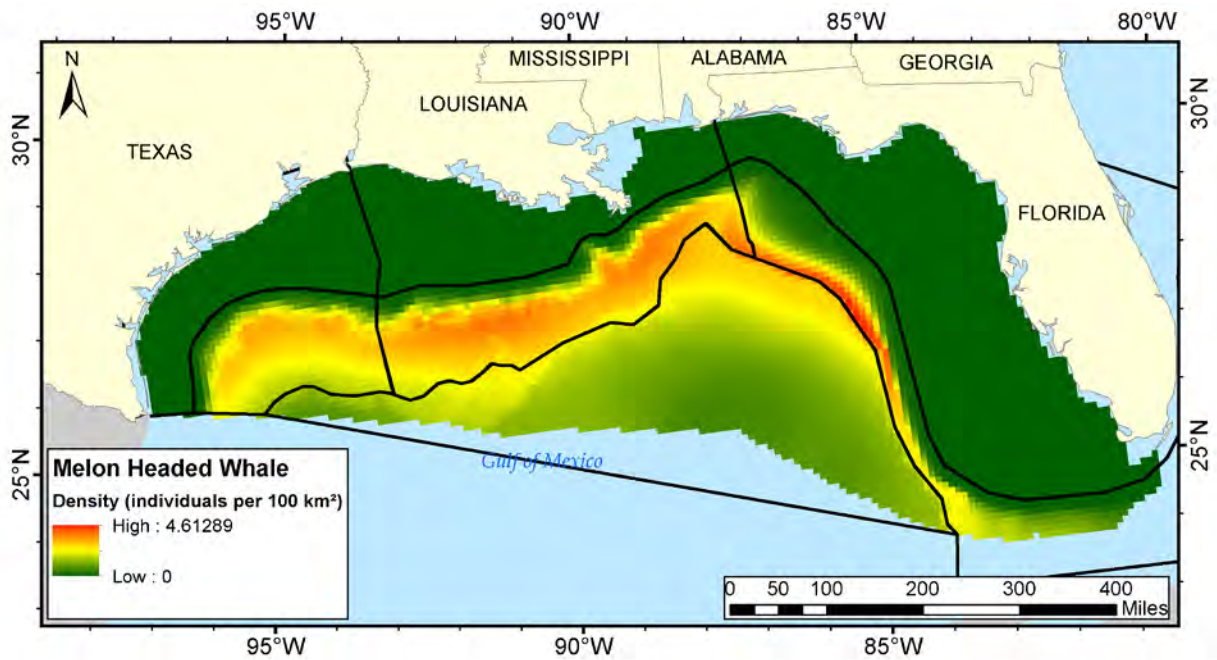 95°W 90°W 85°W 80°W
N
MISSISSIPPI ALABAMA GEORGIA
LOUISIANA
30°N 30°N
TEXAS
FLORIDA
25°N 25°N
Gulf of Mexico
Melon Headed Whale
Density (individuals per 100 km²)
High : 4.61289
Low : 0
0 50 100 200 300 400
Miles
95°W 90°W 85°W